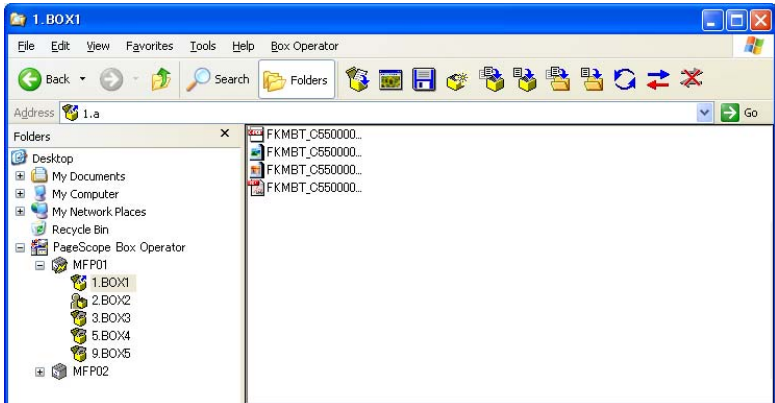 1.BOX1
File Edit View Favorites Tools Help Box Operator
Back Search Folders
Address 1.a Go
Folders x
Desktop
My Documents
My Computer
My Network Places
Recycle Bin
PageScope Box Operator
MFP01
1.BOX1
2.BOX2
3.BOX3
5.BOX4
9.BOX5
MFP02
FKMBT_C550000...
FKMBT_C550000...
FKMBT_C550000...
FKMBT_C550000...